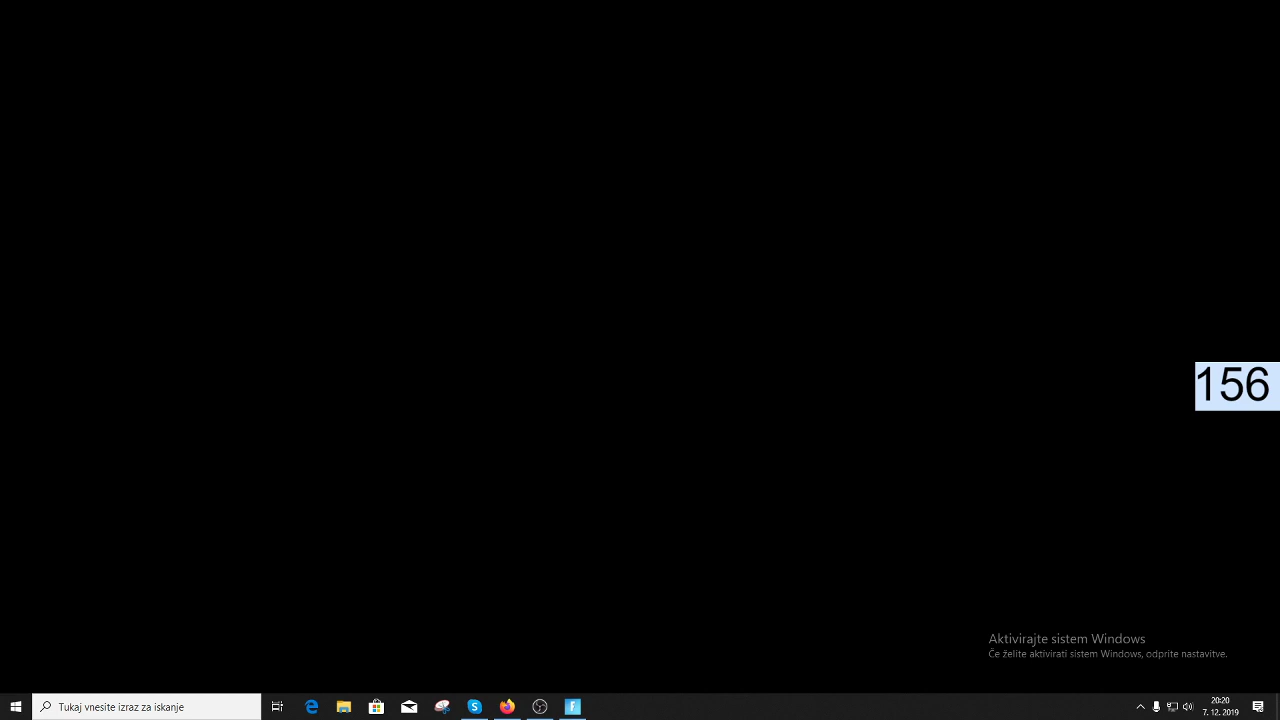 156
Aktivirajte sistem Windows
Če želite aktivirati sistem Windows, odprite nastavitve.
Tukaj vnesite izraz za iskanje
20:20
7. 12. 2019